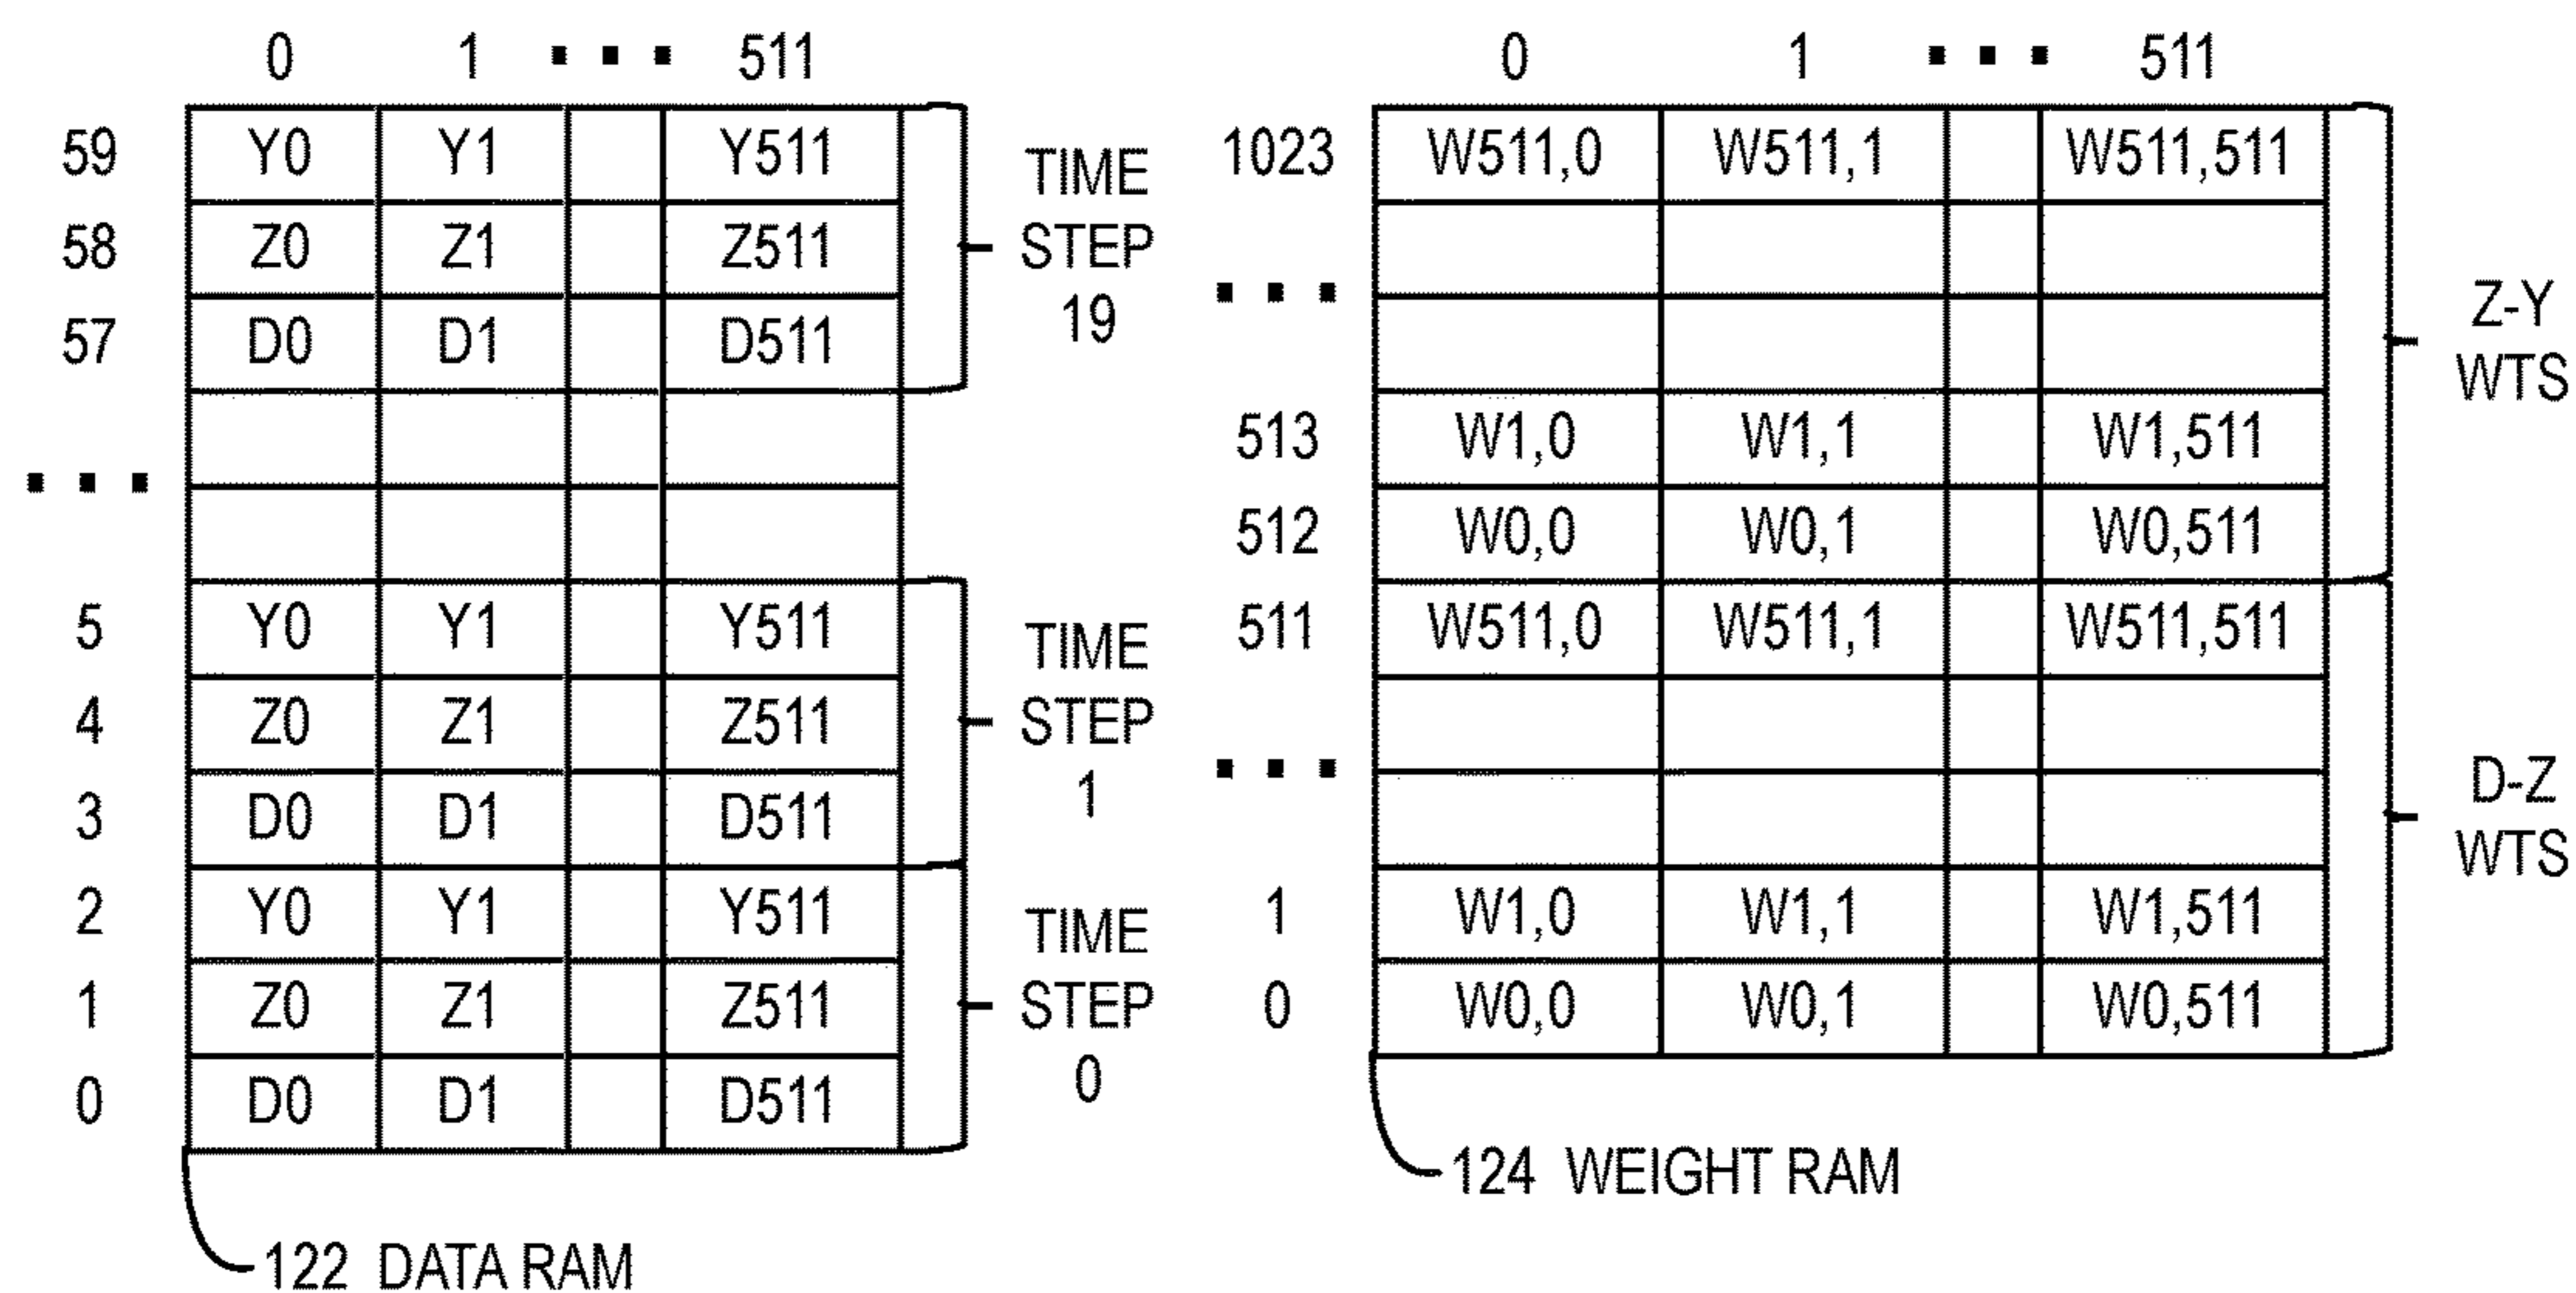 0 1 ... 511
59 Y0 Y1 Y511
58 Z0 Z1 Z511
57 D0 D1 D511
TIME
STEP
19
...
5 Y0 Y1 Y511
4 Z0 Z1 Z511
3 D0 D1 D511
TIME
STEP
1
2 Y0 Y1 Y511
1 Z0 Z1 Z511
0 D0 D1 D511
TIME
STEP
0
122 DATA RAM
0 1 ... 511
1023 W511,0 W511,1 W511,511
...
513 W1,0 W1,1 W1,511
512 W0,0 W0,1 W0,511
Z-Y
WTS
511 W511,0 W511,1 W511,511
...
1 W1,0 W1,1 W1,511
0 W0,0 W0,1 W0,511
D-Z
WTS
124 WEIGHT RAM